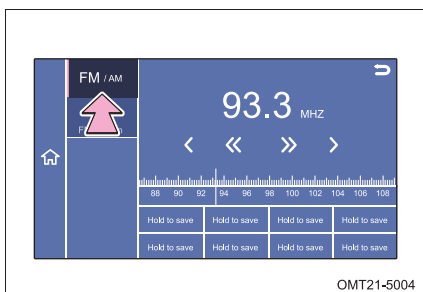 FM / AM
93.3 MHZ
88 90 92 94 96 98 100 102 104 106 108
Hold to save Hold to save Hold to save Hold to save
Hold to save Hold to save Hold to save Hold to save
OMT21-5004